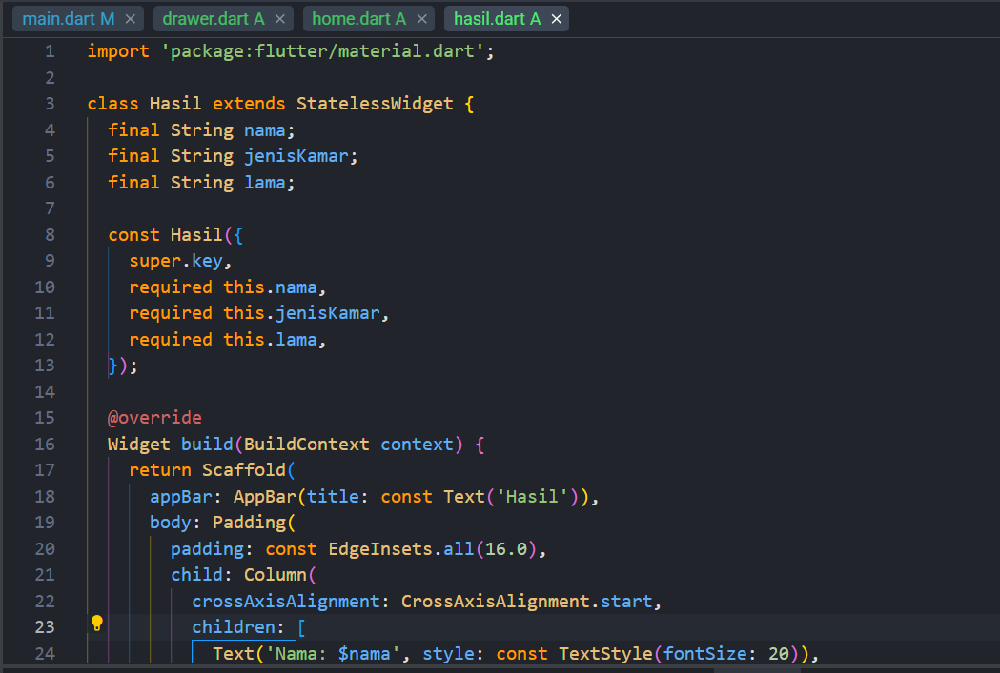 main.dart M × drawer.dart A × home.dart A × hasil.dart A ×
1 import 'package:flutter/material.dart';
2
3 class Hasil extends StatelessWidget {
4   final String nama;
5   final String jenisKamar;
6   final String lama;
7
8   const Hasil({
9     super.key,
10     required this.nama,
11     required this.jenisKamar,
12     required this.lama,
13   });
14
15   @override
16   Widget build(BuildContext context) {
17     return Scaffold(
18       appBar: AppBar(title: const Text('Hasil')),
19       body: Padding(
20         padding: const EdgeInsets.all(16.0),
21         child: Column(
22           crossAxisAlignment: CrossAxisAlignment.start,
23           children: [
24             Text('Nama: $nama', style: const TextStyle(fontSize: 20)),